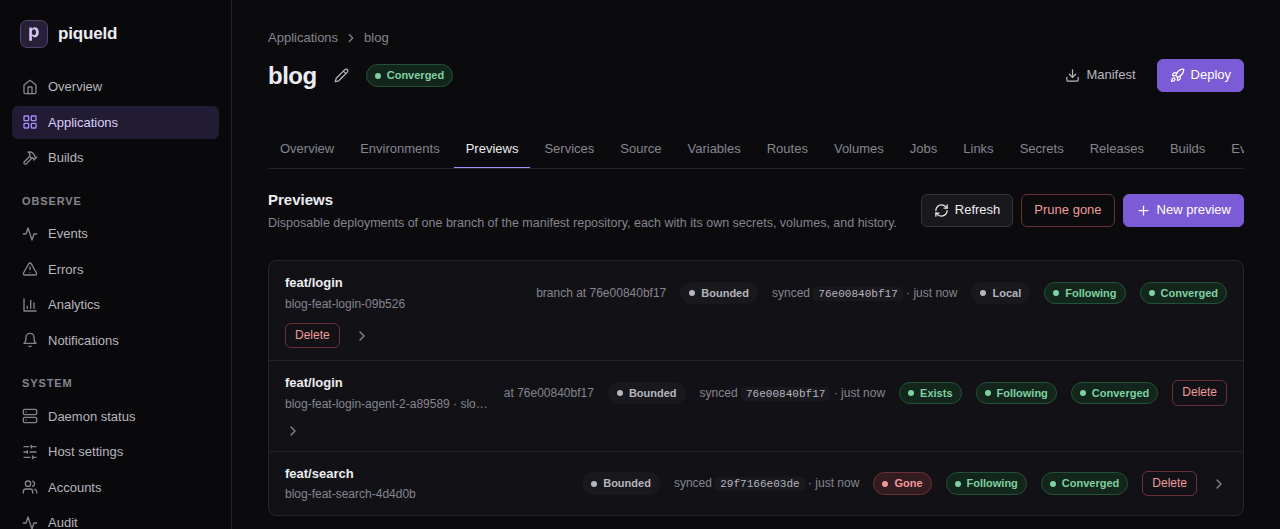 p piqueld
Overview
Applications
Builds
OBSERVE
Events
Errors
Analytics
Notifications
SYSTEM
Daemon status
Host settings
Accounts
Audit
Applications > blog
blog Converged Manifest Deploy
Overview Environments Previews Services Source Variables Routes Volumes Jobs Links Secrets Releases Builds Ev
Previews
Disposable deployments of one branch of the manifest repository, each with its own secrets, volumes, and history.
Refresh Prune gone New preview
feat/login
blog-feat-login-09b526
branch at 76e00840bf17 Bounded synced 76e00840bf17 · just now Local Following Converged
Delete
feat/login
blog-feat-login-agent-2-a89589 · slo…
at 76e00840bf17 Bounded synced 76e00840bf17 · just now Exists Following Converged Delete
feat/search
blog-feat-search-4d4d0b
Bounded synced 29f7166e03de · just now Gone Following Converged Delete